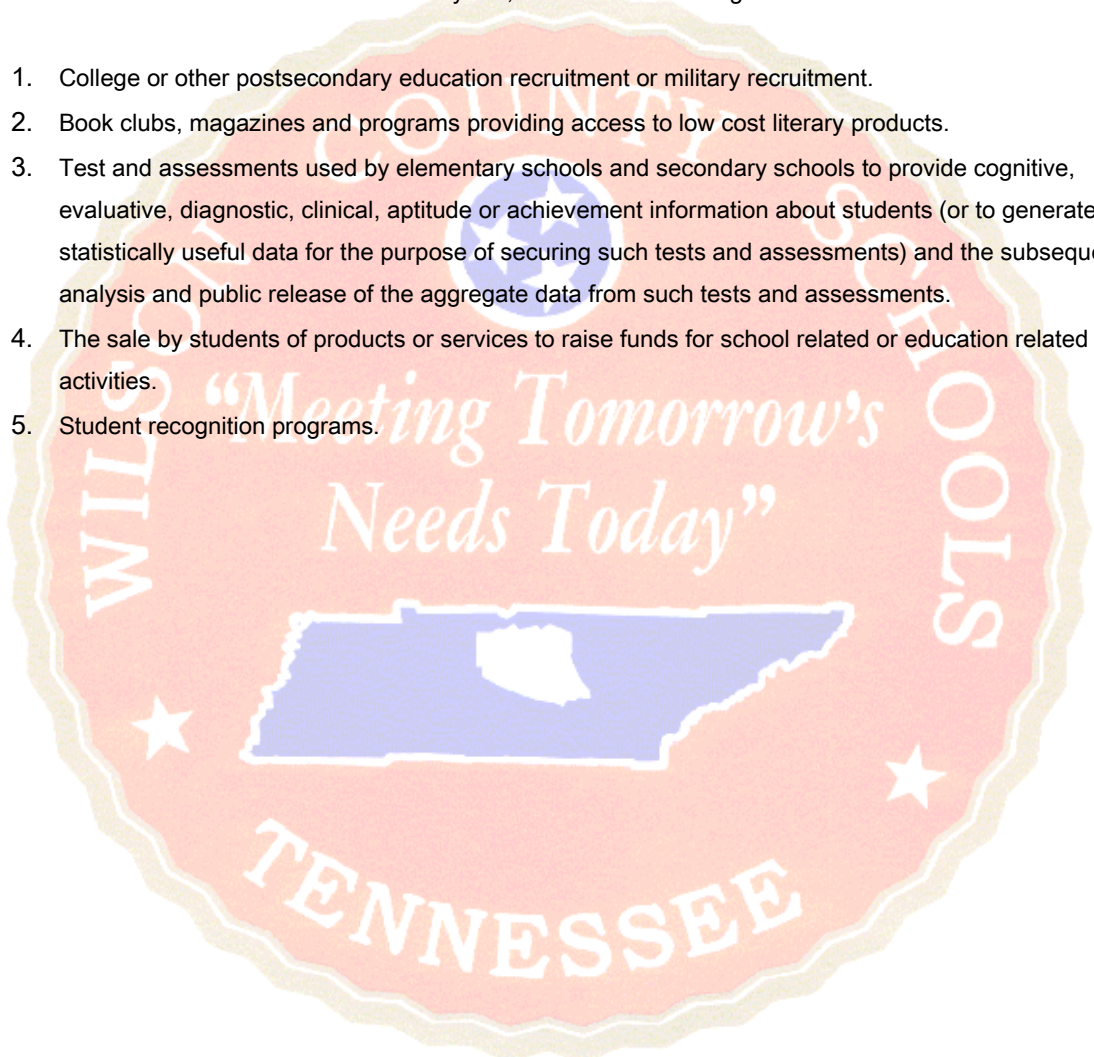 1. College or other postsecondary education recruitment or military recruitment.
2. Book clubs, magazines and programs providing access to low cost literary products.
3. Test and assessments used by elementary schools and secondary schools to provide cognitive,
evaluative, diagnostic, clinical, aptitude or achievement information about students (or to generate
statistically useful data for the purpose of securing such tests and assessments) and the
analysis and public release of the aggregate data from such tests and assessments.
4. The sale by students of products or services to raise funds for school related or education related
activities.
5. Student recognition programs.
WILSON COUNTY SCHOOLS
“Meeting Tomorrow's
Needs Today”
TENNESSEE